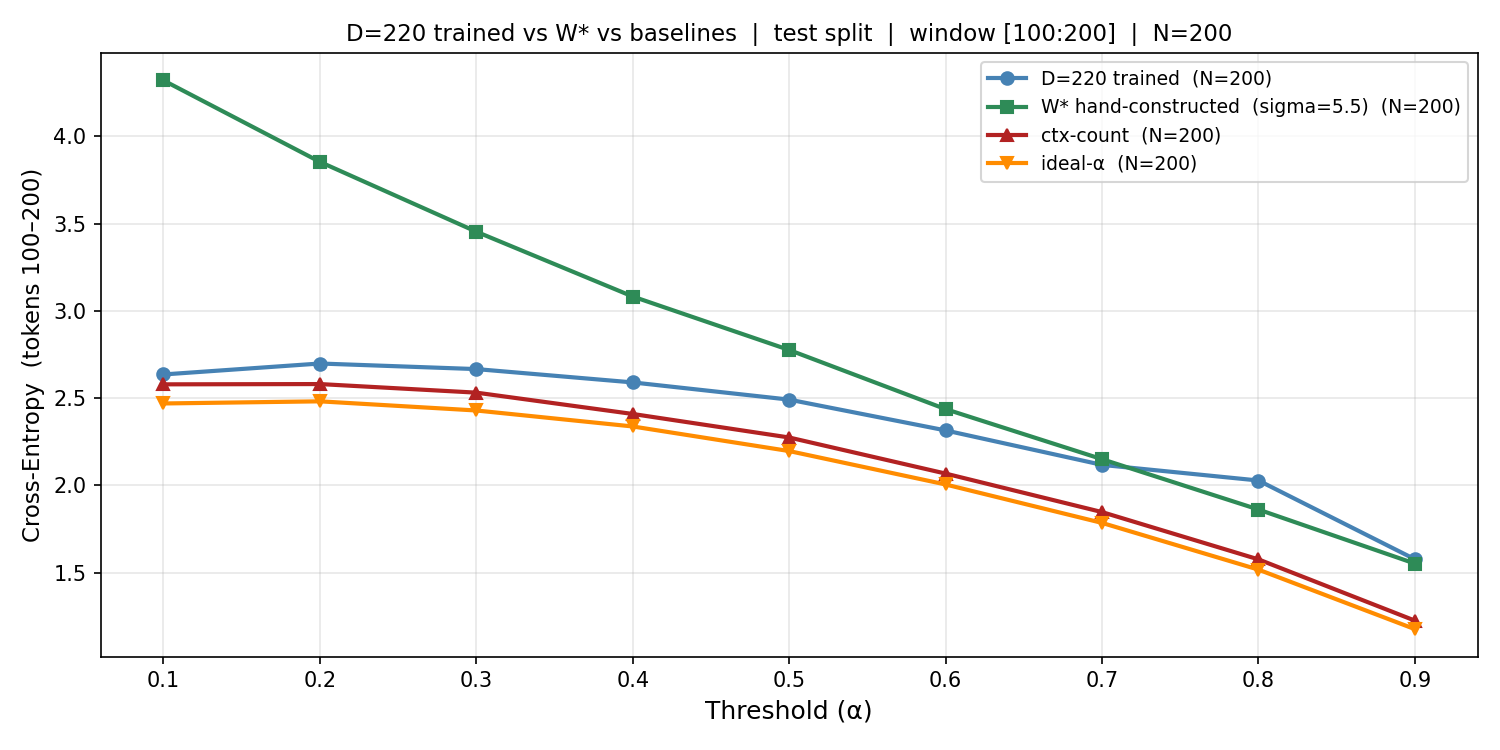 D=220 trained vs W* vs baselines | test split | window [100:200] | N=200
D=220 trained (N=200)
W* hand-constructed (sigma=5.5) (N=200)
ctx-count (N=200)
ideal-α (N=200)
Cross-Entropy (tokens 100–200)
4.0
3.5
3.0
2.5
2.0
1.5
0.1 0.2 0.3 0.4 0.5 0.6 0.7 0.8 0.9
Threshold (α)